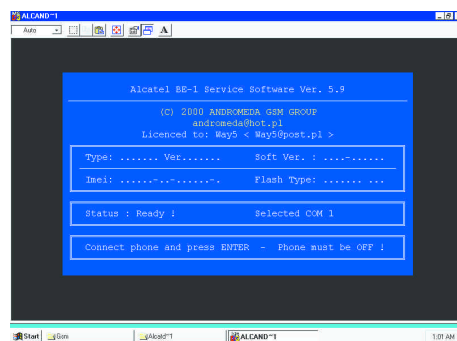 ALCAND~1
Auto
A
Alcatel BE-1 Service Software Ver. 5.9
(C) 2000 ANDROMEDA GSM GROUP
andromeda@hot.pl
Licenced to: Way5 < Way5@post.pl >
Type: ....... Ver....... Soft Ver. : ....-......
Imei: ......-..-......-. Flash Type: ....... ...
Status : Ready ! Selected COM 1
Connect phone and press ENTER - Phone must be OFF !
Start Gsm Alcatel~1 ALCAND~1 1:01 AM